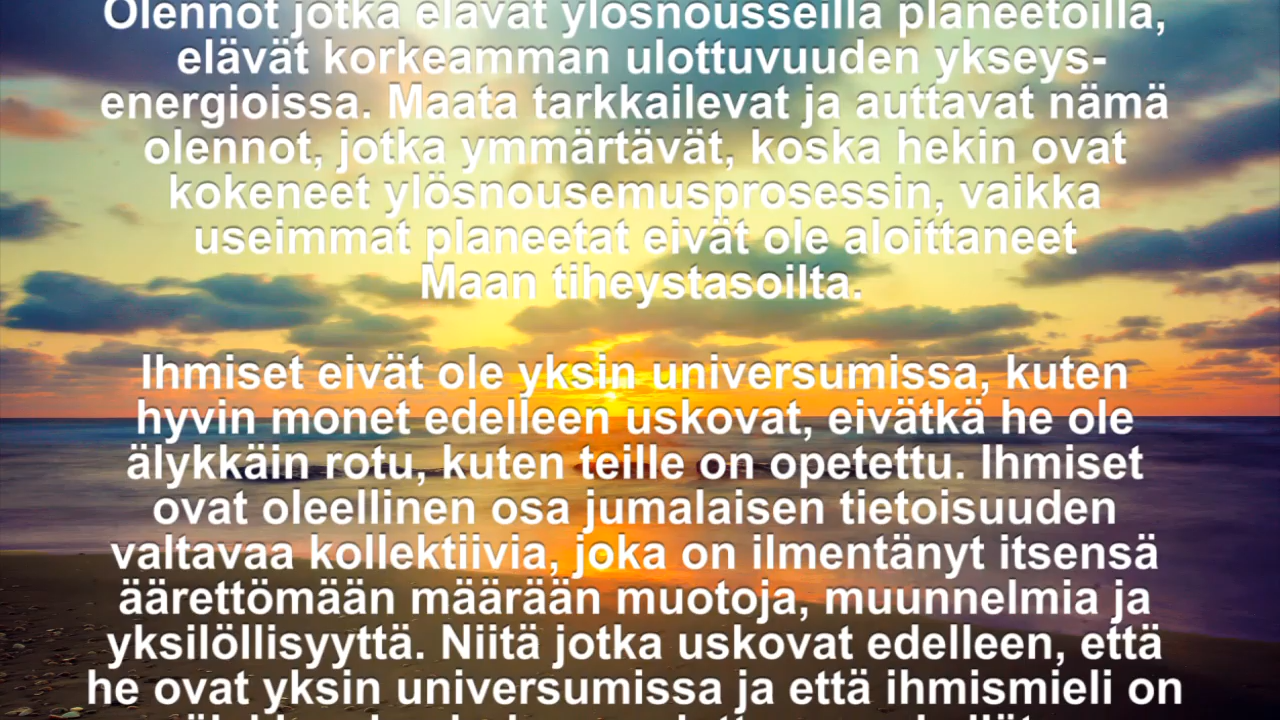 Olennot jotka elävät ylösnousseilla planeetoilla,
elävät korkeamman ulottuvuuden ykseys-
energioissa. Maata tarkkailevat ja auttavat nämä
olennot, jotka ymmärtävät, koska hekin ovat
kokeneet ylösnousemusprosessin, vaikka
useimmat planeetat eivät ole aloittaneet
Maan tiheystasoilta.
Ihmiset eivät ole yksin universumissa, kuten
hyvin monet edelleen uskovat, eivätkä he ole
älykkäin rotu, kuten teille on opetettu. Ihmiset
ovat oleellinen osa jumalaisen tietoisuuden
valtavaa kollektiivia, joka on ilmentänyt itsensä
äärettömään määrään muotoja, muunnelmia ja
yksilöllisyyttä. Niitä jotka uskovat edelleen, että
he ovat yksin universumissa ja että ihmismieli on